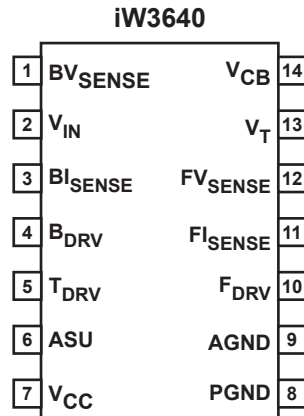 iW3640
1 BVSENSE VCB 14
2 VIN VT 13
3 BISENSE FVSENSE 12
4 BDRV FISENSE 11
5 TDRV FDRV 10
6 ASU AGND 9
7 VCC PGND 8